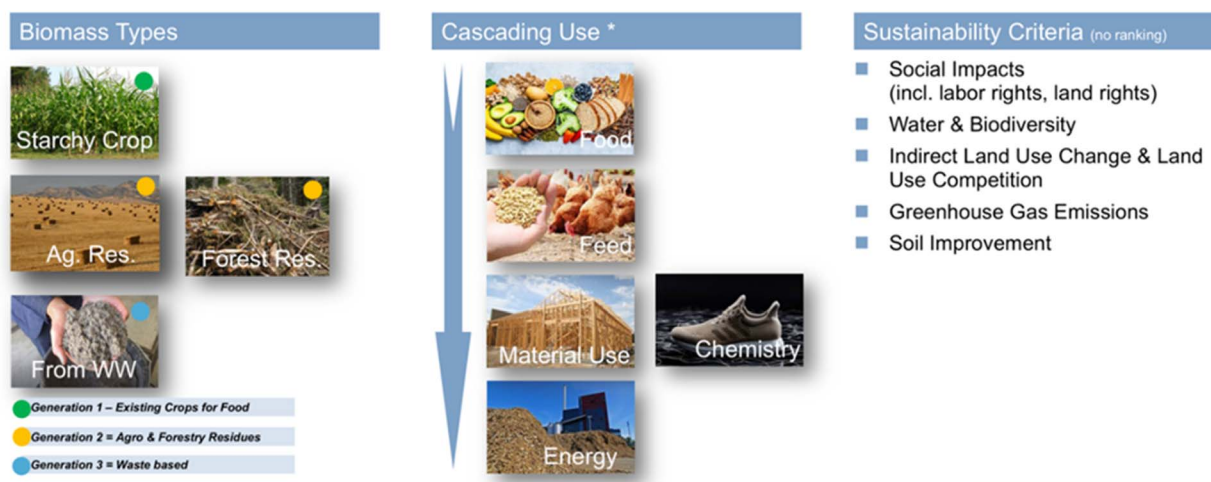 Biomass Types
Starchy Crop
Ag. Res.
Forest Res.
From WW
Generation 1 – Existing Crops for Food
Generation 2 = Agro & Forestry Residues
Generation 3 = Waste based
Cascading Use *
Food
Feed
Material Use
Chemistry
Energy
Sustainability Criteria (no ranking)
Social Impacts
(incl. labor rights, land rights)
Water & Biodiversity
Indirect Land Use Change & Land
Use Competition
Greenhouse Gas Emissions
Soil Improvement